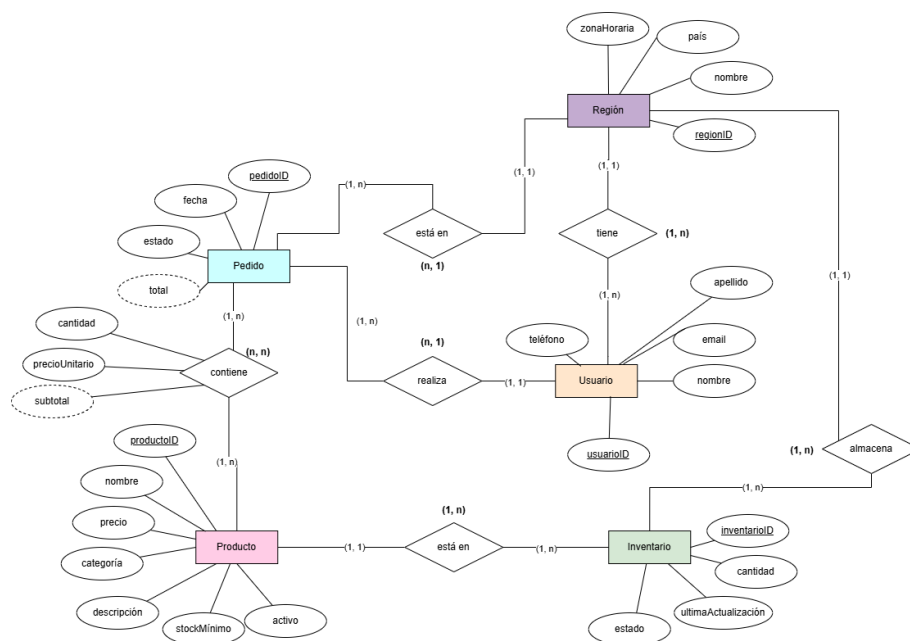 zonaHoraria
país
nombre
Región
regionID
(1, 1)
(1, 1)
(1, n)
pedidoID
fecha
estado
Pedido
total
está en
(n, 1)
tiene
(1, n)
(1, 1)
(1, n)
(1, n)
(1, n)
cantidad
precioUnitario
subtotal
contiene
(n, n)
(n, 1)
realiza
(1, 1)
teléfono
apellido
email
nombre
Usuario
usuarioID
(1, n)
almacena
(1, n)
(1, n)
productoID
nombre
precio
categoría
descripción
stockMínimo
activo
Producto
(1, 1)
(1, n)
está en
(1, n)
Inventario
inventarioID
cantidad
ultimaActualización
estado